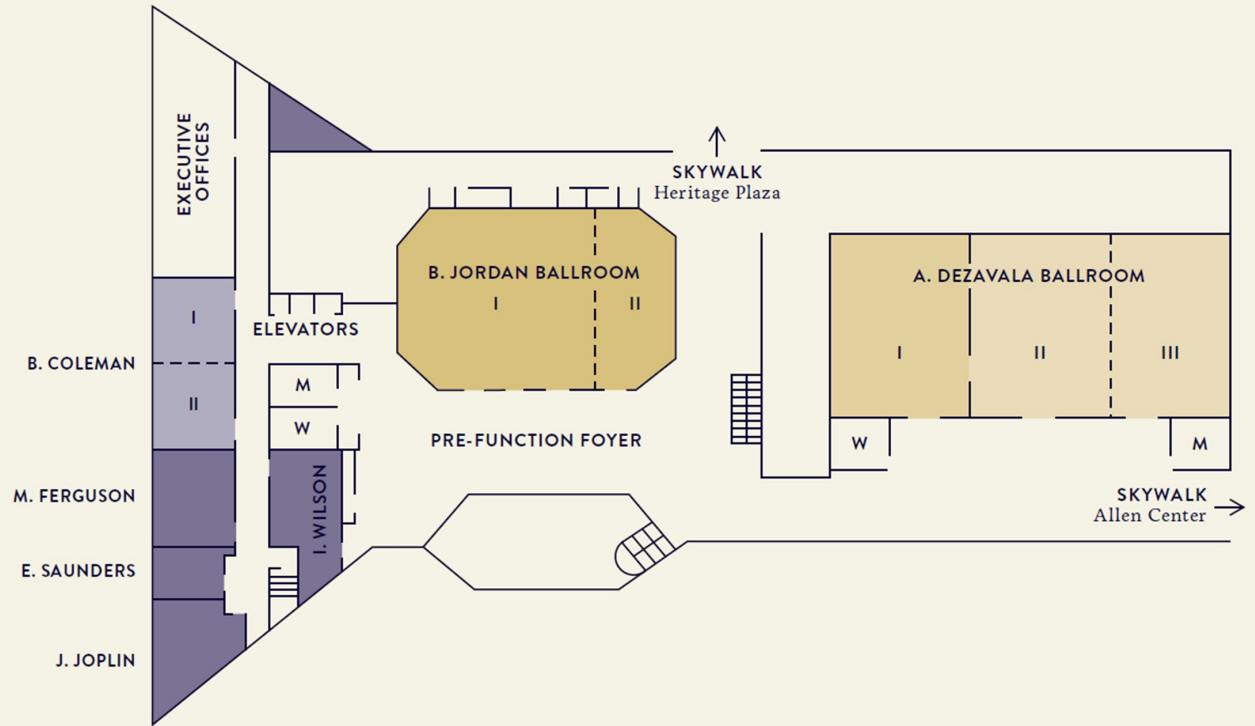 EXECUTIVE
OFFICES
SKYWALK
Heritage Plaza
B. JORDAN BALLROOM
I
II
A. DEZAVALA BALLROOM
I
II
III
I
ELEVATORS
B. COLEMAN
II
M
W
PRE-FUNCTION FOYER
W
M
M. FERGUSON
I. WILSON
SKYWALK
Allen Center
E. SAUNDERS
J. JOPLIN